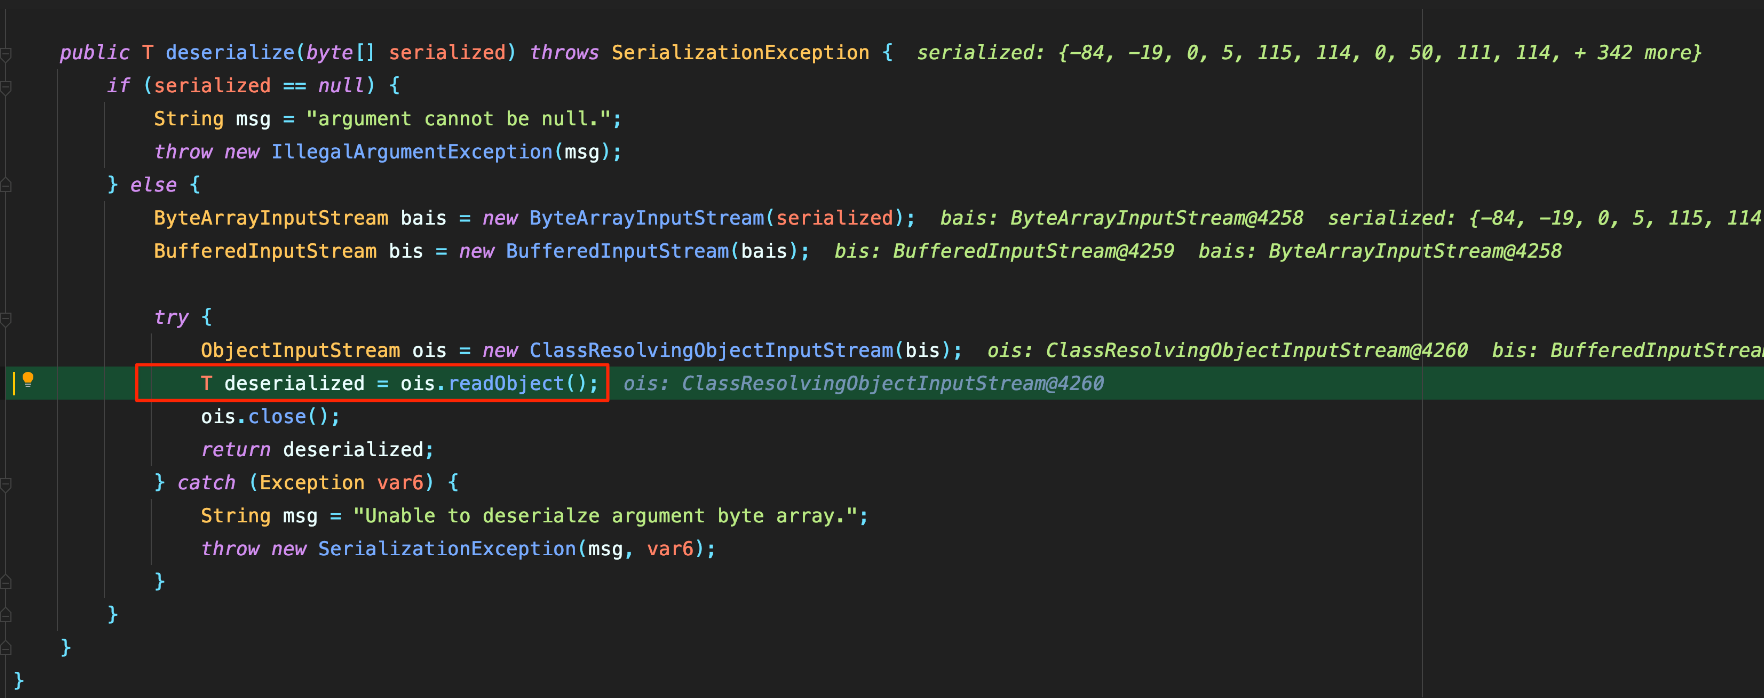 public T deserialize(byte[] serialized) throws SerializationException {  serialized: {-84, -19, 0, 5, 115, 114, 0, 50, 111, 114, + 342 more}
if (serialized == null) {
String msg = "argument cannot be null.";
throw new IllegalArgumentException(msg);
} else {
ByteArrayInputStream bais = new ByteArrayInputStream(serialized);  bais: ByteArrayInputStream@4258  serialized: {-84, -19, 0, 5, 115, 114
BufferedInputStream bis = new BufferedInputStream(bais);  bis: BufferedInputStream@4259  bais: ByteArrayInputStream@4258
try {
ObjectInputStream ois = new ClassResolvingObjectInputStream(bis);  ois: ClassResolvingObjectInputStream@4260  bis: BufferedInputStrea
T deserialized = ois.readObject();  ois: ClassResolvingObjectInputStream@4260
ois.close();
return deserialized;
} catch (Exception var6) {
String msg = "Unable to deserialze argument byte array.";
throw new SerializationException(msg, var6);
}
}
}
}